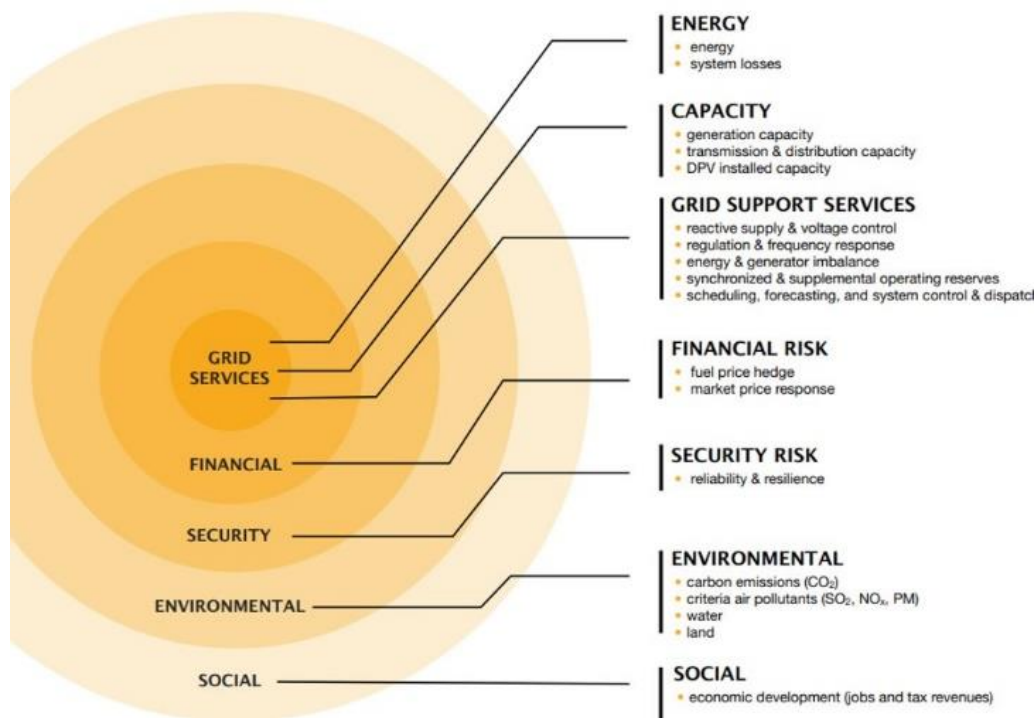 ENERGY
• energy
• system losses
CAPACITY
• generation capacity
• transmission & distribution capacity
• DPV installed capacity
GRID SUPPORT SERVICES
• reactive supply & voltage control
• regulation & frequency response
• energy & generator imbalance
• synchronized & supplemental operating reserves
• scheduling, forecasting, and system control & dispatch
GRID
SERVICES
FINANCIAL RISK
• fuel price hedge
• market price response
FINANCIAL
SECURITY RISK
• reliability & resilience
SECURITY
ENVIRONMENTAL
• carbon emissions (CO₂)
• criteria air pollutants (SO₂, NOₓ, PM)
• water
• land
ENVIRONMENTAL
SOCIAL
• economic development (jobs and tax revenues)
SOCIAL